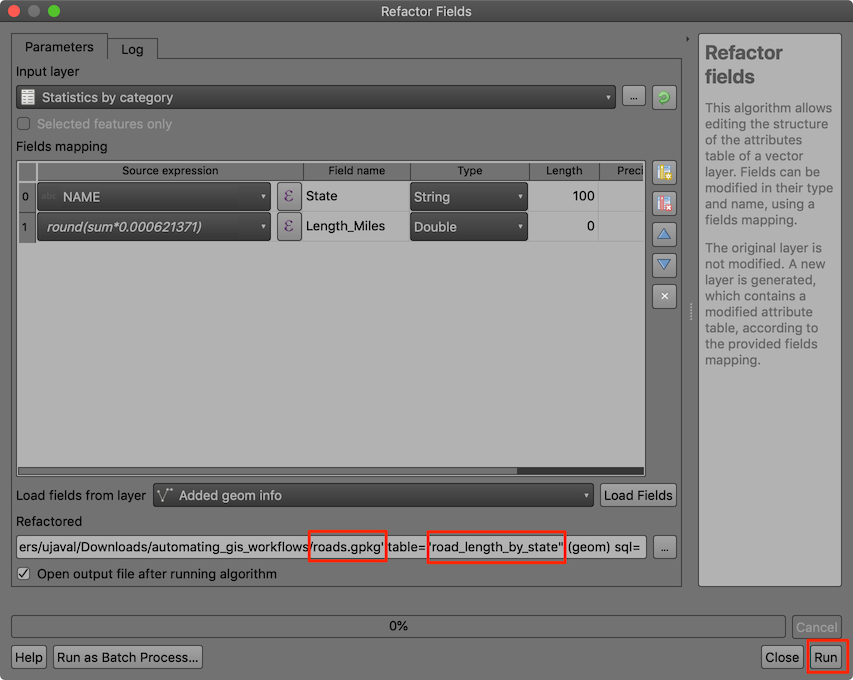 Refactor Fields
Parameters
Log
Input layer
Statistics by category
...
Selected features only
Fields mapping
Source expression Field name Type Length Preci
0 abc NAME ε State String 100
1 round(sum*0.000621371) ε Length_Miles Double 0
Load fields from layer Added geom info Load Fields
Refactored
ers/ujaval/Downloads/automating_gis_workflows/roads.gpkg" table="road_length_by_state" (geom) sql= ...
Open output file after running algorithm
0%
Cancel
Help Run as Batch Process... Close Run
Refactor
fields
This algorithm allows
editing the structure
of the attributes
table of a vector
layer. Fields can be
modified in their type
and name, using a
fields mapping.
The original layer is
not modified. A new
layer is generated,
which contains a
modified attribute
table, according to
the provided fields
mapping.